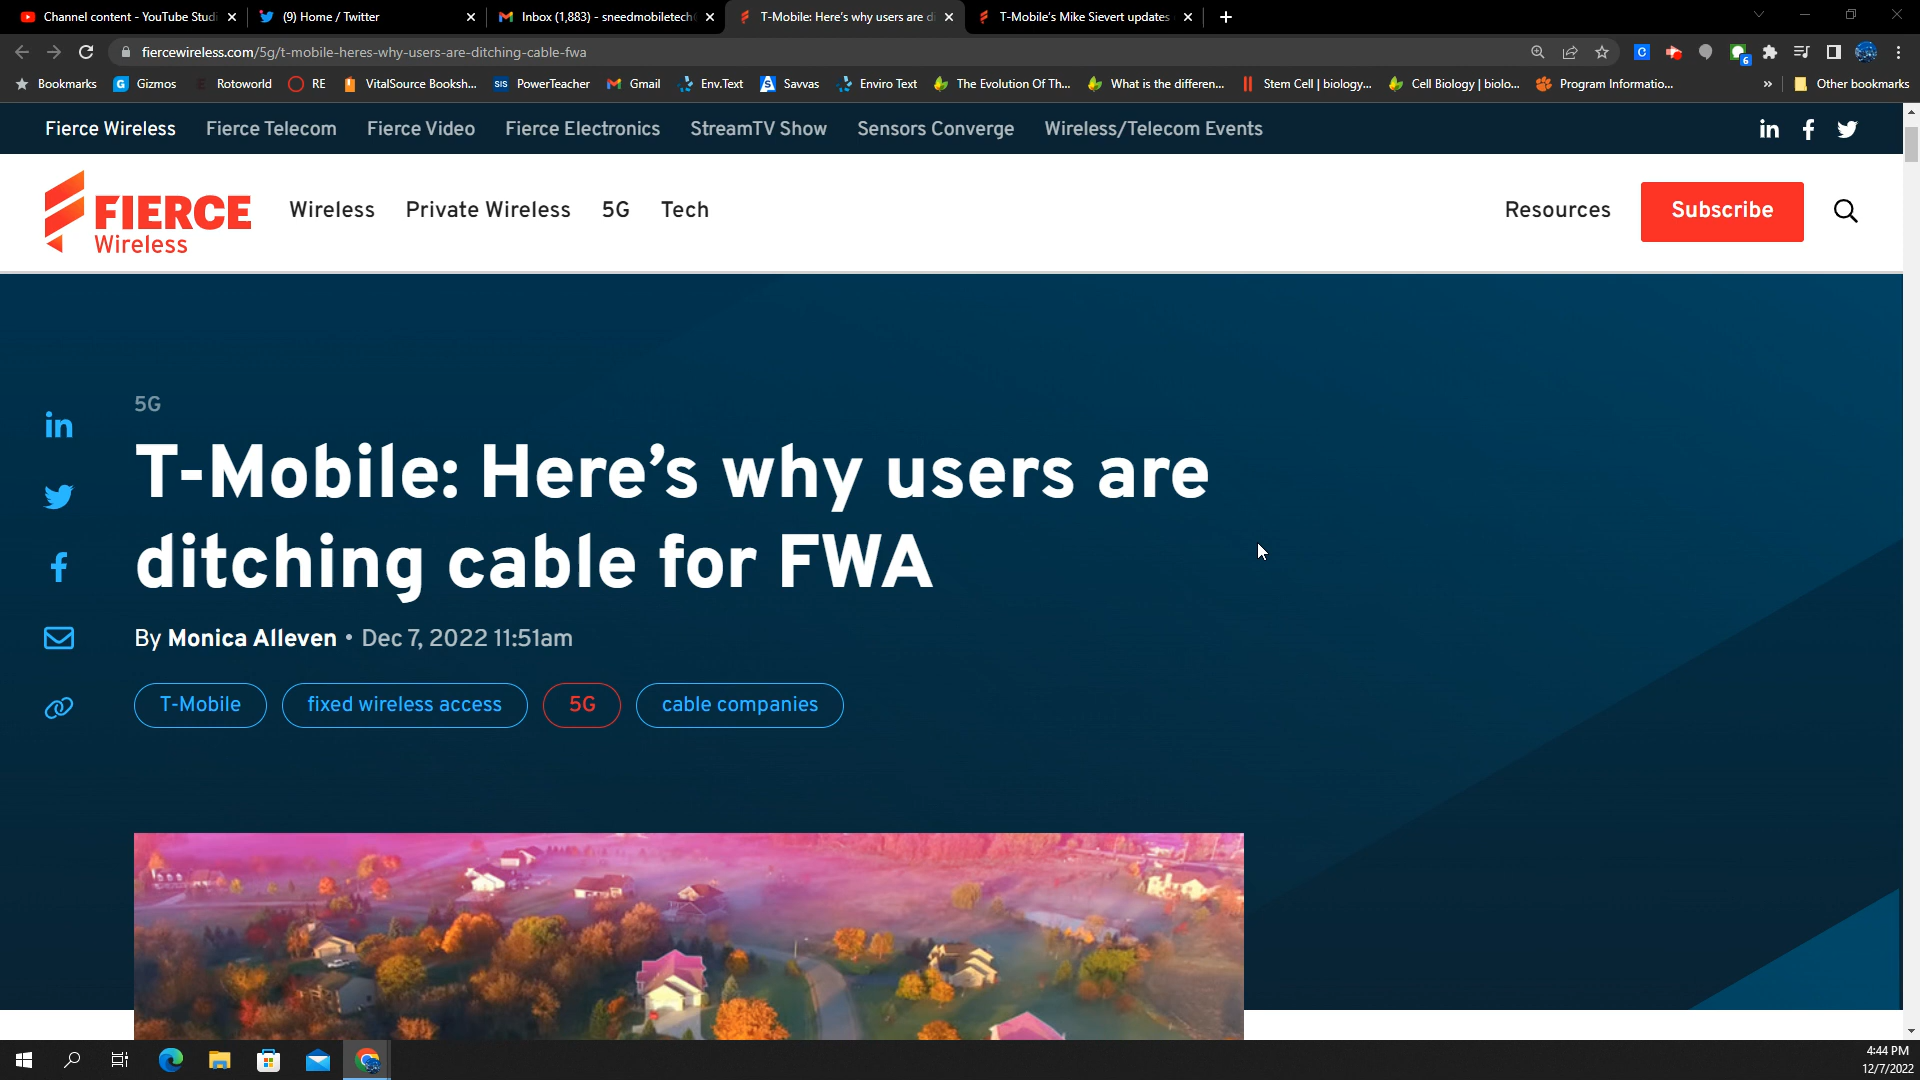 Channel content - YouTube Studi
(9) Home / Twitter
Inbox (1,883) - sneedmobiletech
T-Mobile: Here's why users are d
T-Mobile's Mike Sievert updates
fiercewireless.com/5g/t-mobile-heres-why-users-are-ditching-cable-fwa
Bookmarks
Gizmos
Rotoworld
RE
VitalSource Booksh...
SIS PowerTeacher
Gmail
Env.Text
Savvas
Enviro Text
The Evolution Of Th...
What is the differen...
Stem Cell | biology...
Cell Biology | biolo...
Program Informatio...
»
Other bookmarks
Fierce Wireless
Fierce Telecom
Fierce Video
Fierce Electronics
StreamTV Show
Sensors Converge
Wireless/Telecom Events
FIERCE
Wireless
Wireless
Private Wireless
5G
Tech
Resources
Subscribe
5G
T-Mobile: Here's why users are
ditching cable for FWA
By Monica Alleven • Dec 7, 2022 11:51am
T-Mobile
fixed wireless access
5G
cable companies
4:44 PM
12/7/2022